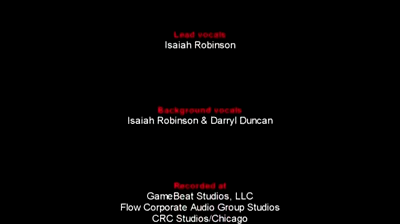 Lead vocals
Isaiah Robinson
Background vocals
Isaiah Robinson & Darryl Duncan
Recorded at
GameBeat Studios, LLC
Flow Corporate Audio Group Studios
CRC Studios/Chicago